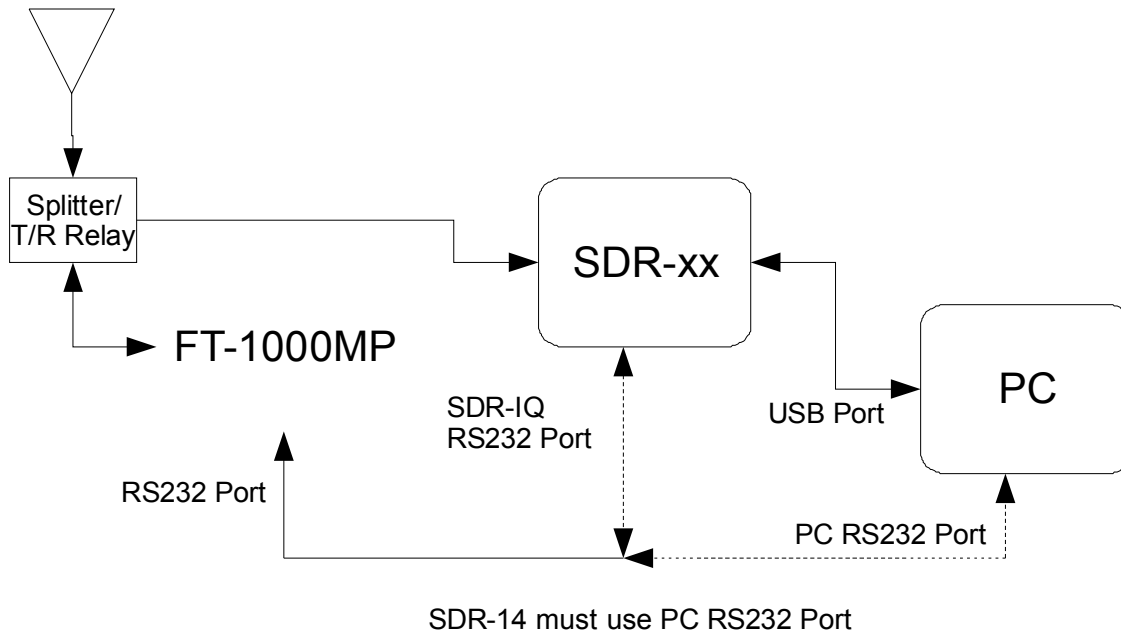 Splitter/
T/R Relay
SDR-xx
FT-1000MP
PC
SDR-IQ
RS232 Port
USB Port
RS232 Port
PC RS232 Port
SDR-14 must use PC RS232 Port